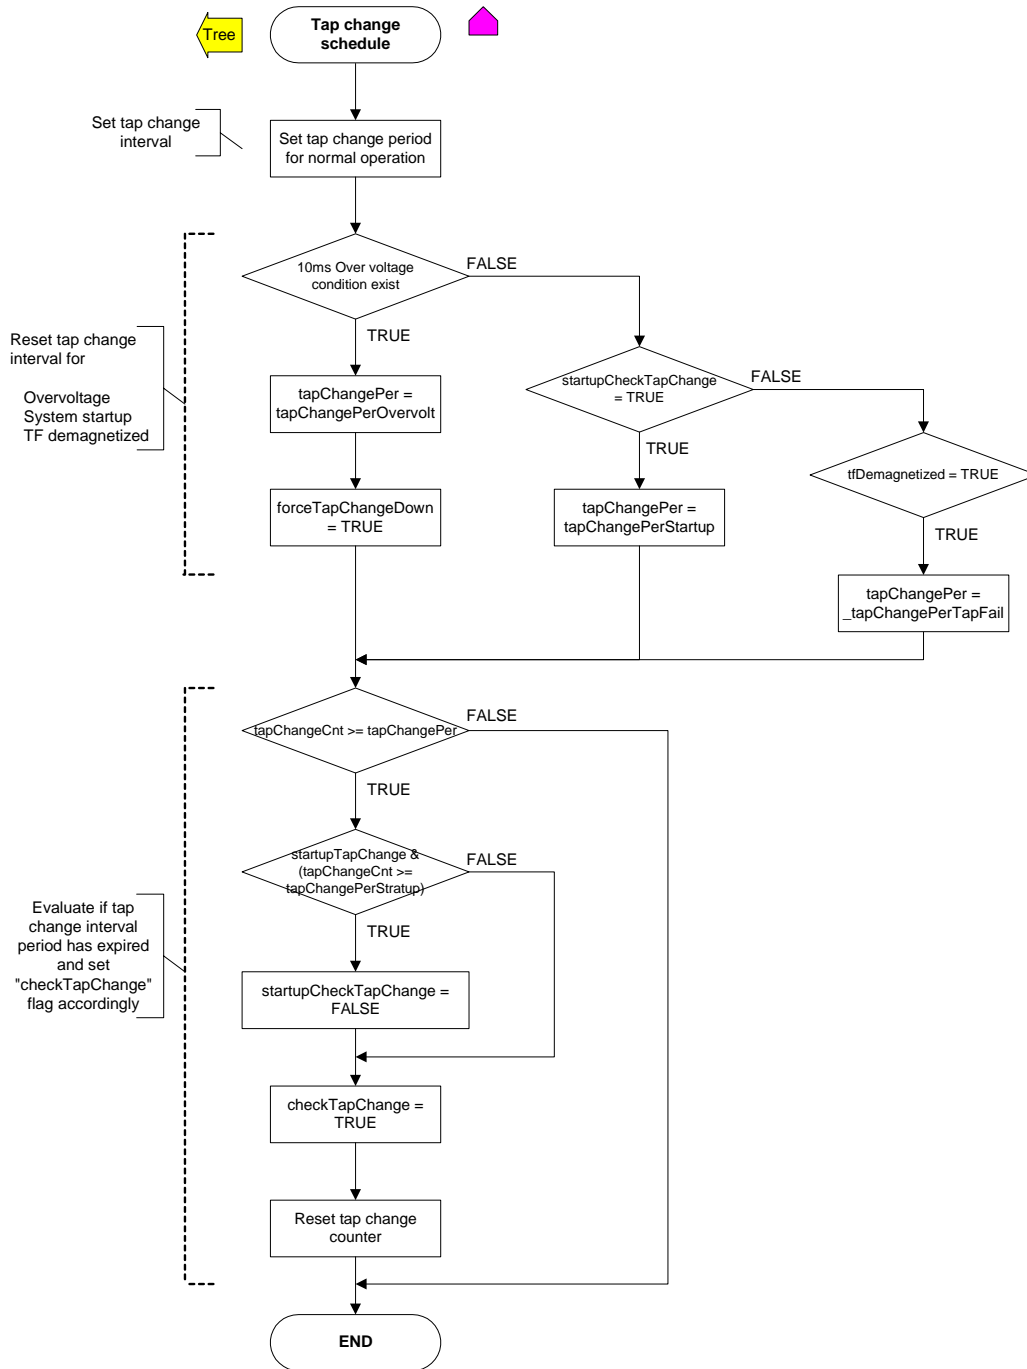 Tree
Tap change
schedule
Set tap change
interval
Set tap change period
for normal operation
10ms Over voltage
condition exist
FALSE
TRUE
Reset tap change
interval for
Overvoltage
System startup
TF demagnetized
tapChangePer =
tapChangePerOvervolt
startupCheckTapChange
= TRUE
FALSE
TRUE
tfDemagnetized = TRUE
TRUE
forceTapChangeDown
= TRUE
tapChangePer =
tapChangePerStartup
tapChangePer =
_tapChangePerTapFail
tapChangeCnt >= tapChangePer
FALSE
TRUE
startupTapChange &
(tapChangeCnt >=
tapChangePerStratup)
FALSE
TRUE
Evaluate if tap
change interval
period has expired
and set
"checkTapChange"
flag accordingly
startupCheckTapChange =
FALSE
checkTapChange =
TRUE
Reset tap change
counter
END